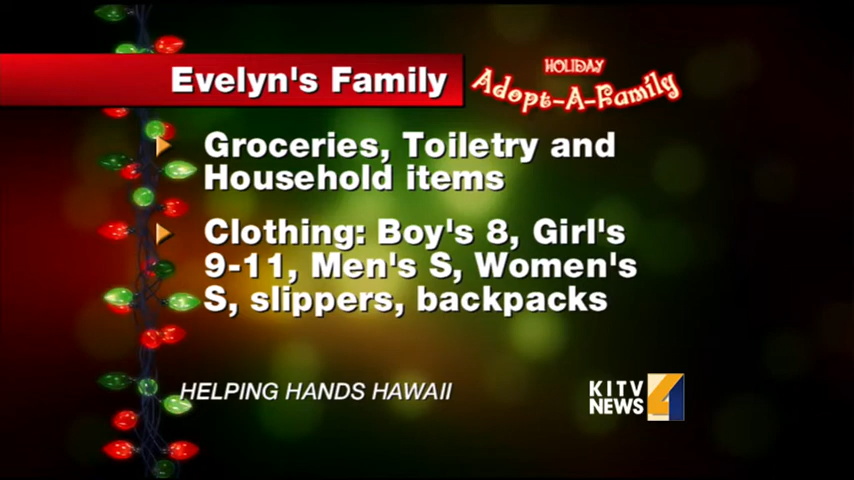 Evelyn's Family
HOLIDAY
Adopt-A-Family
Groceries, Toiletry and
Household items
Clothing: Boy's 8, Girl's
9-11, Men's S, Women's
S, slippers, backpacks
HELPING HANDS HAWAII
KITV
NEWS 4